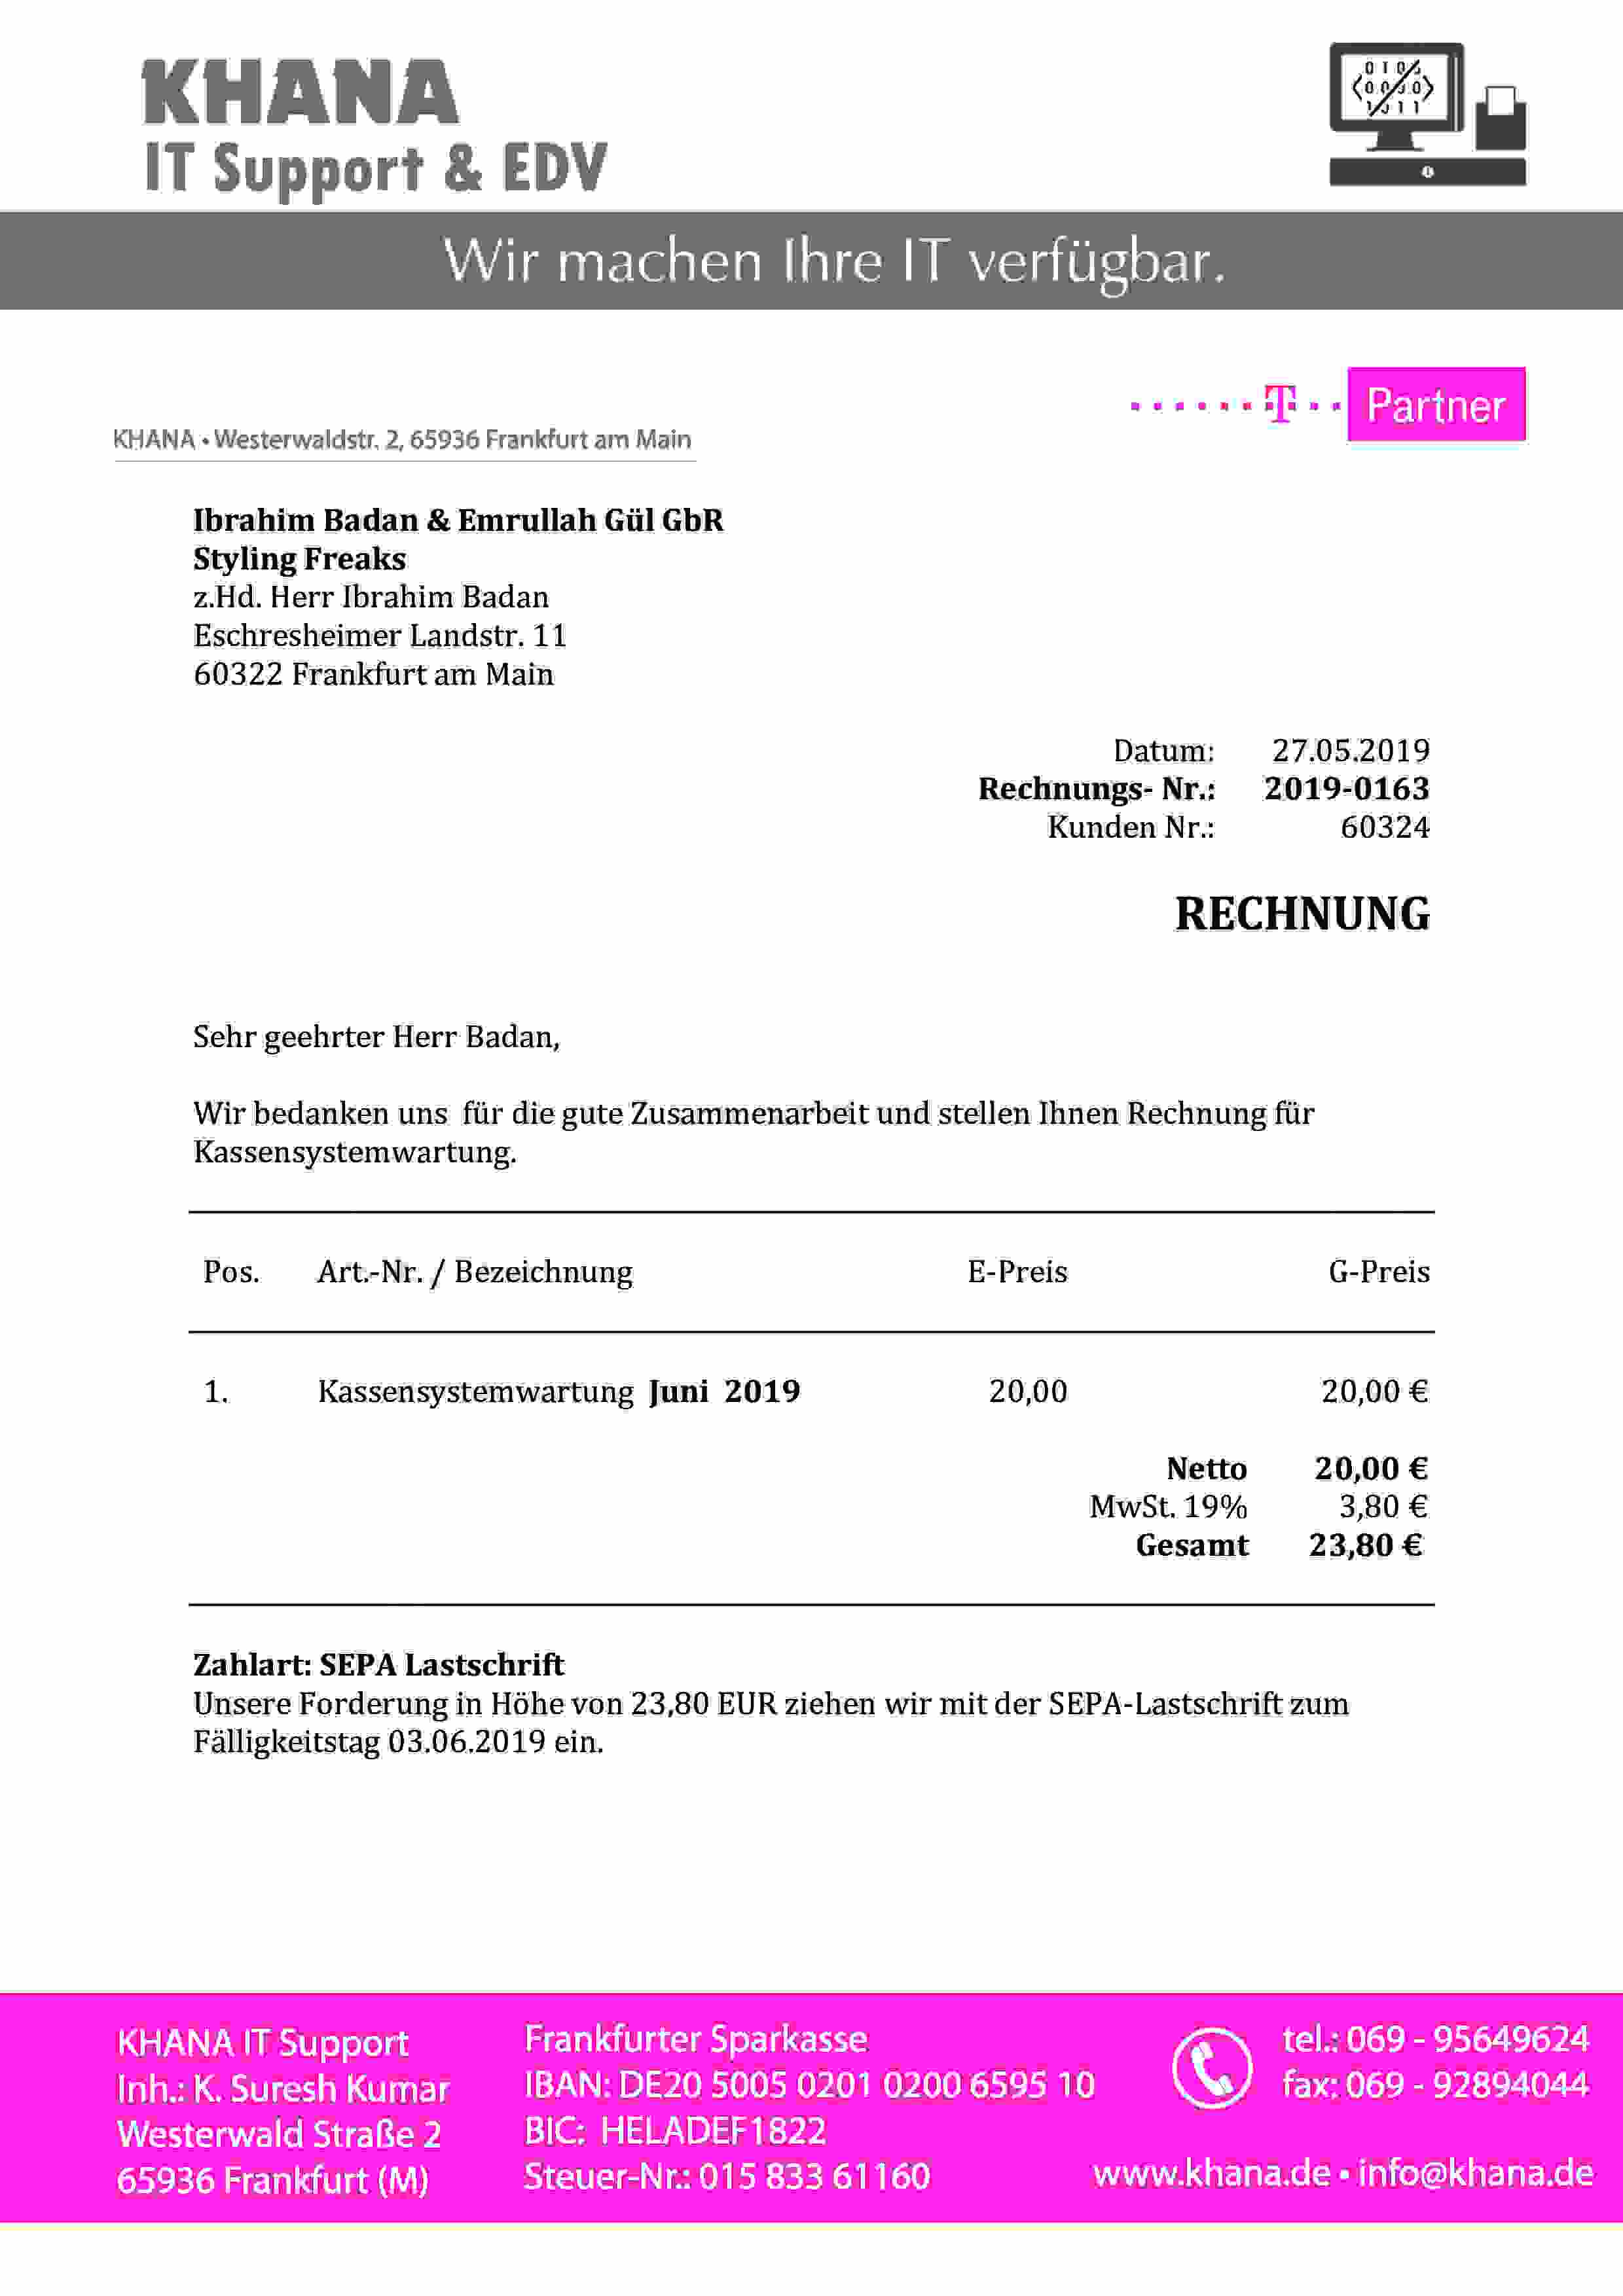 KHANA
IT Support & EDV
Wir machen Ihre IT verfügbar.
T Partner
KHANA • Westerwaldstr. 2, 65936 Frankfurt am Main
Ibrahim Badan & Emrullah Gül GbR
Styling Freaks
z.Hd. Herr Ibrahim Badan
Eschresheimer Landstr. 11
60322 Frankfurt am Main
Datum: 27.05.2019
Rechnungs- Nr.: 2019-0163
Kunden Nr.: 60324
RECHNUNG
Sehr geehrter Herr Badan,
Wir bedanken uns für die gute Zusammenarbeit und stellen Ihnen Rechnung für
Kassensystemwartung.
Pos. Art.-Nr. / Bezeichnung E-Preis G-Preis
1. Kassensystemwartung Juni 2019 20,00 20,00 €
Netto 20,00 €
MwSt. 19% 3,80 €
Gesamt 23,80 €
Zahlart: SEPA Lastschrift
Unsere Forderung in Höhe von 23,80 EUR ziehen wir mit der SEPA-Lastschrift zum
Fälligkeitstag 03.06.2019 ein.
KHANA IT Support
Inh.: K. Suresh Kumar
Westerwald Straße 2
65936 Frankfurt (M)
Frankfurter Sparkasse
IBAN: DE20 5005 0201 0200 6595 10
BIC: HELADEF1822
Steuer-Nr.: 015 833 61160
tel.: 069 - 95649624
fax: 069 - 92894044
www.khana.de • info@khana.de